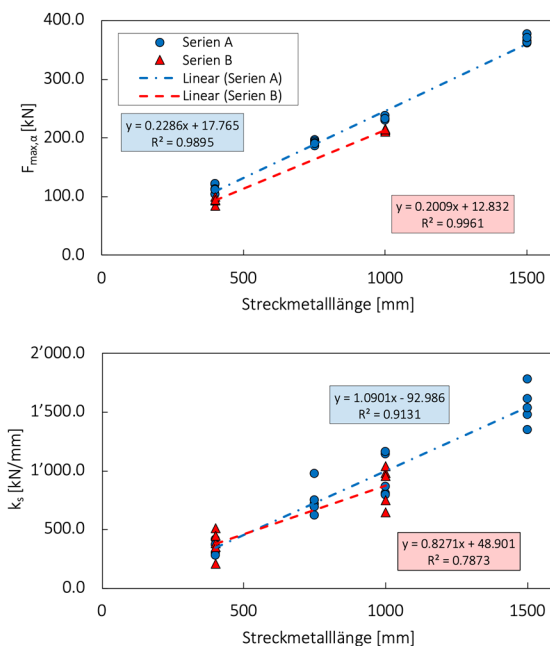 400.0
300.0
200.0
100.0
0.0
F max,α [kN]
Serien A
Serien B
Linear (Serien A)
Linear (Serien B)
y = 0.2286x + 17.765
R² = 0.9895
y = 0.2009x + 12.832
R² = 0.9961
0 500 1000 1500
Streckmetalllänge [mm]
2’000.0
1’500.0
1’000.0
500.0
0.0
ks [kN/mm]
y = 1.0901x - 92.986
R² = 0.9131
y = 0.8271x + 48.901
R² = 0.7873
0 500 1000 1500
Streckmetalllänge [mm]